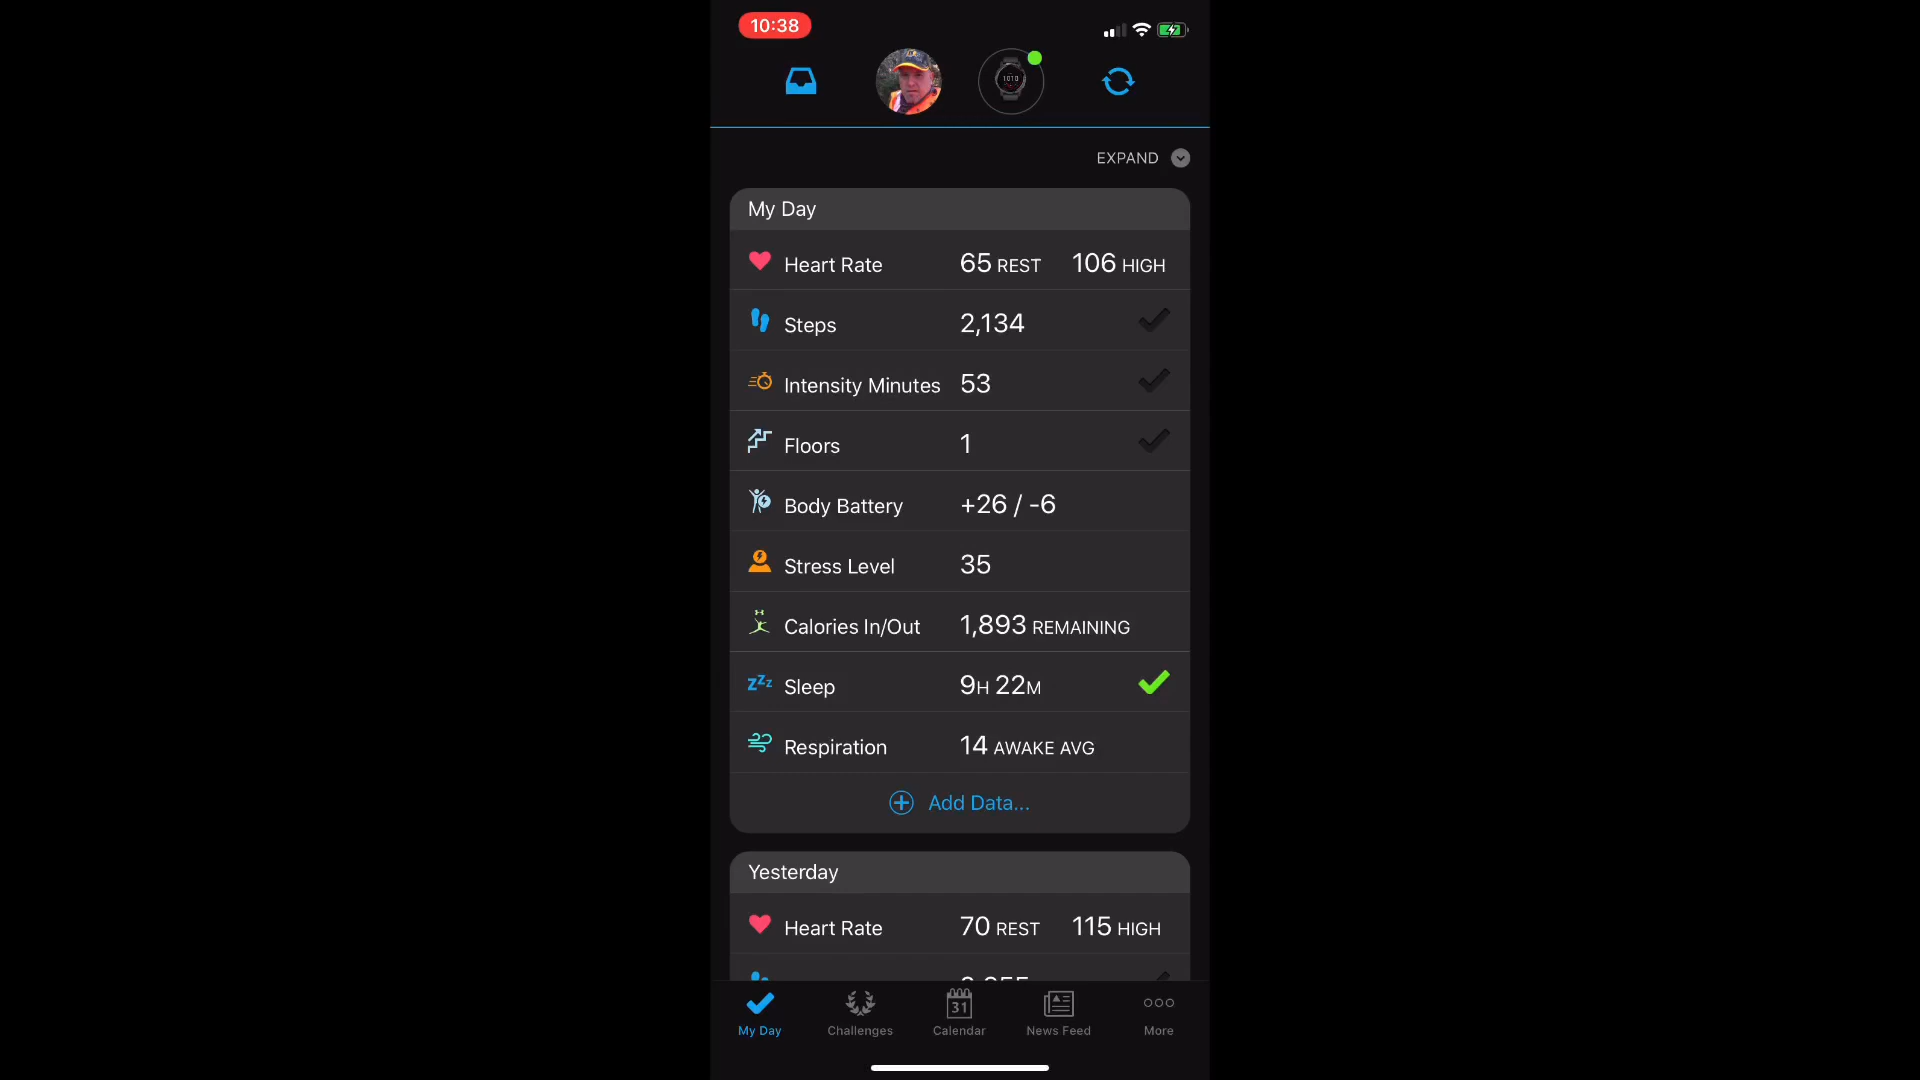 10:38
EXPAND
My Day
Heart Rate 65 REST 106 HIGH
Steps 2,134
Intensity Minutes 53
Floors 1
Body Battery +26 / -6
Stress Level 35
Calories In/Out 1,893 REMAINING
zzz Sleep 9H 22M
Respiration 14 AWAKE AVG
Add Data...
Yesterday
Heart Rate 70 REST 115 HIGH
31
My Day Challenges Calendar News Feed More